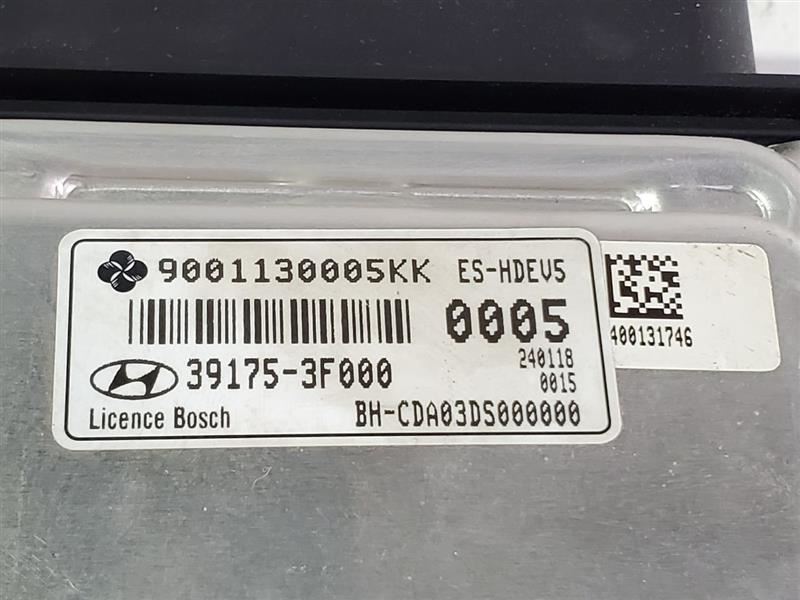 9001130005KK ES-HDEV5
0005
400131746
240118
39175-3F000
0015
Licence Bosch BH-CDA03DS000000